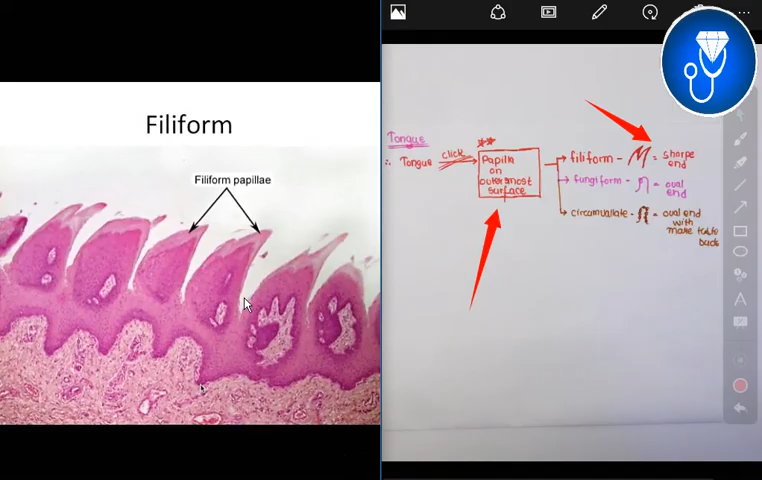 Filiform
Filiform papillae
Tongue
∴ Tongue click
Papilla
on
outermost
surface
filiform - = sharpe
end
fungiform - = oval
end
circumvallate - = oval end
with
more taste
buds